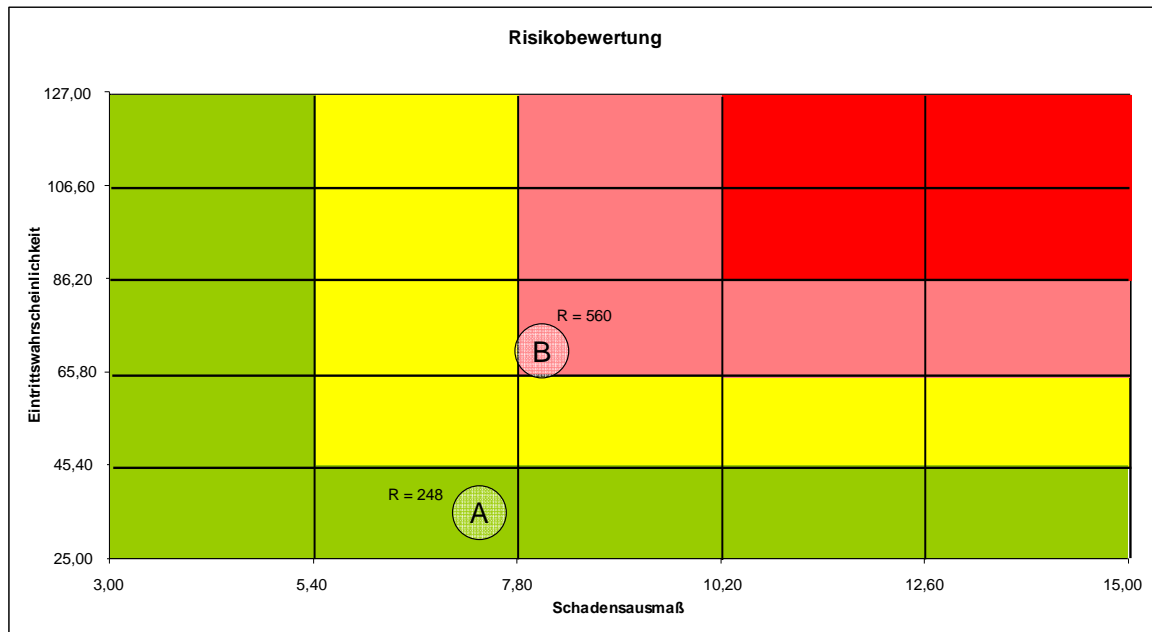 Risikobewertung
127,00
106,60
86,20
65,80
45,40
25,00
Eintrittswahrscheinlichkeit
R = 560
B
R = 248
A
3,00 5,40 7,80 10,20 12,60 15,00
Schadensausmaß